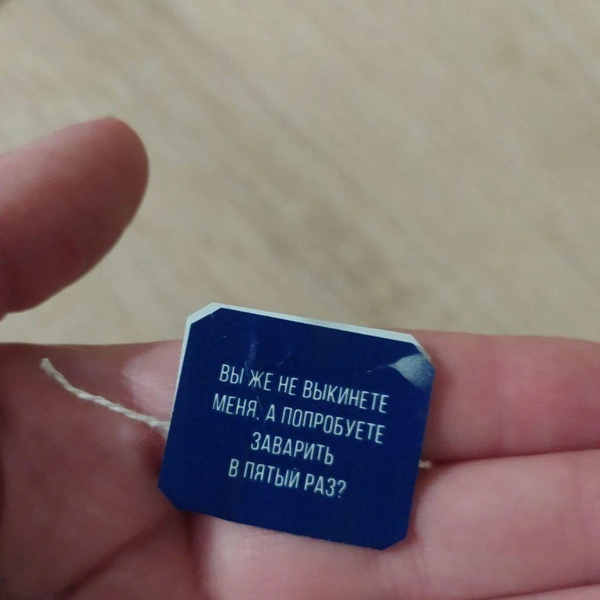 ВЫ ЖЕ НЕ ВЫКИНЕТЕ
МЕНЯ, А ПОПРОБУЕТЕ
ЗАВАРИТЬ
В ПЯТЫЙ РАЗ?